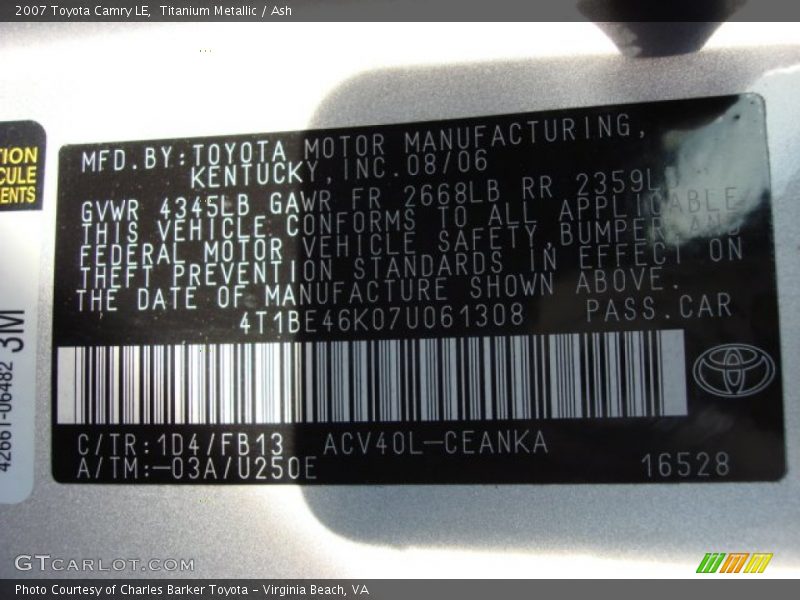 2007 Toyota Camry LE, Titanium Metallic / Ash
TION
CULE
ENTS
42661-06482 3M
MFD.BY:TOYOTA MOTOR MANUFACTURING,
KENTUCKY,INC.08/06
GVWR 4345LB GAWR FR 2668LB RR 2359L
THIS VEHICLE CONFORMS TO ALL APPLICABLE
FEDERAL MOTOR VEHICLE SAFETY,BUMPER AND
THEFT PREVENTION STANDARDS IN EFFECT ON
THE DATE OF MANUFACTURE SHOWN ABOVE.
4T1BE46K07U061308 PASS.CAR
C/TR:1D4/FB13 ACV40L-CEANKA
A/TM:-03A/U250E
16528
GTCARLOT.COM
Photo Courtesy of Charles Barker Toyota - Virginia Beach, VA